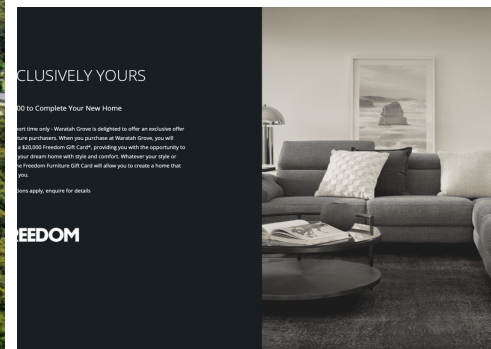 CLUSIVELY YOURS
00 to Complete Your New Home
ort time only - Waratah Grove is delighted to offer an exclusive offer
ture purchasers. When you purchase at Waratah Grove, you will
a $20,000 Freedom Gift Card*, providing you with the opportunity to
your dream home with style and comfort. Whatever your style or
e Freedom Furniture Gift Card will allow you to create a home that
you.
ions apply, enquire for details
REEDOM